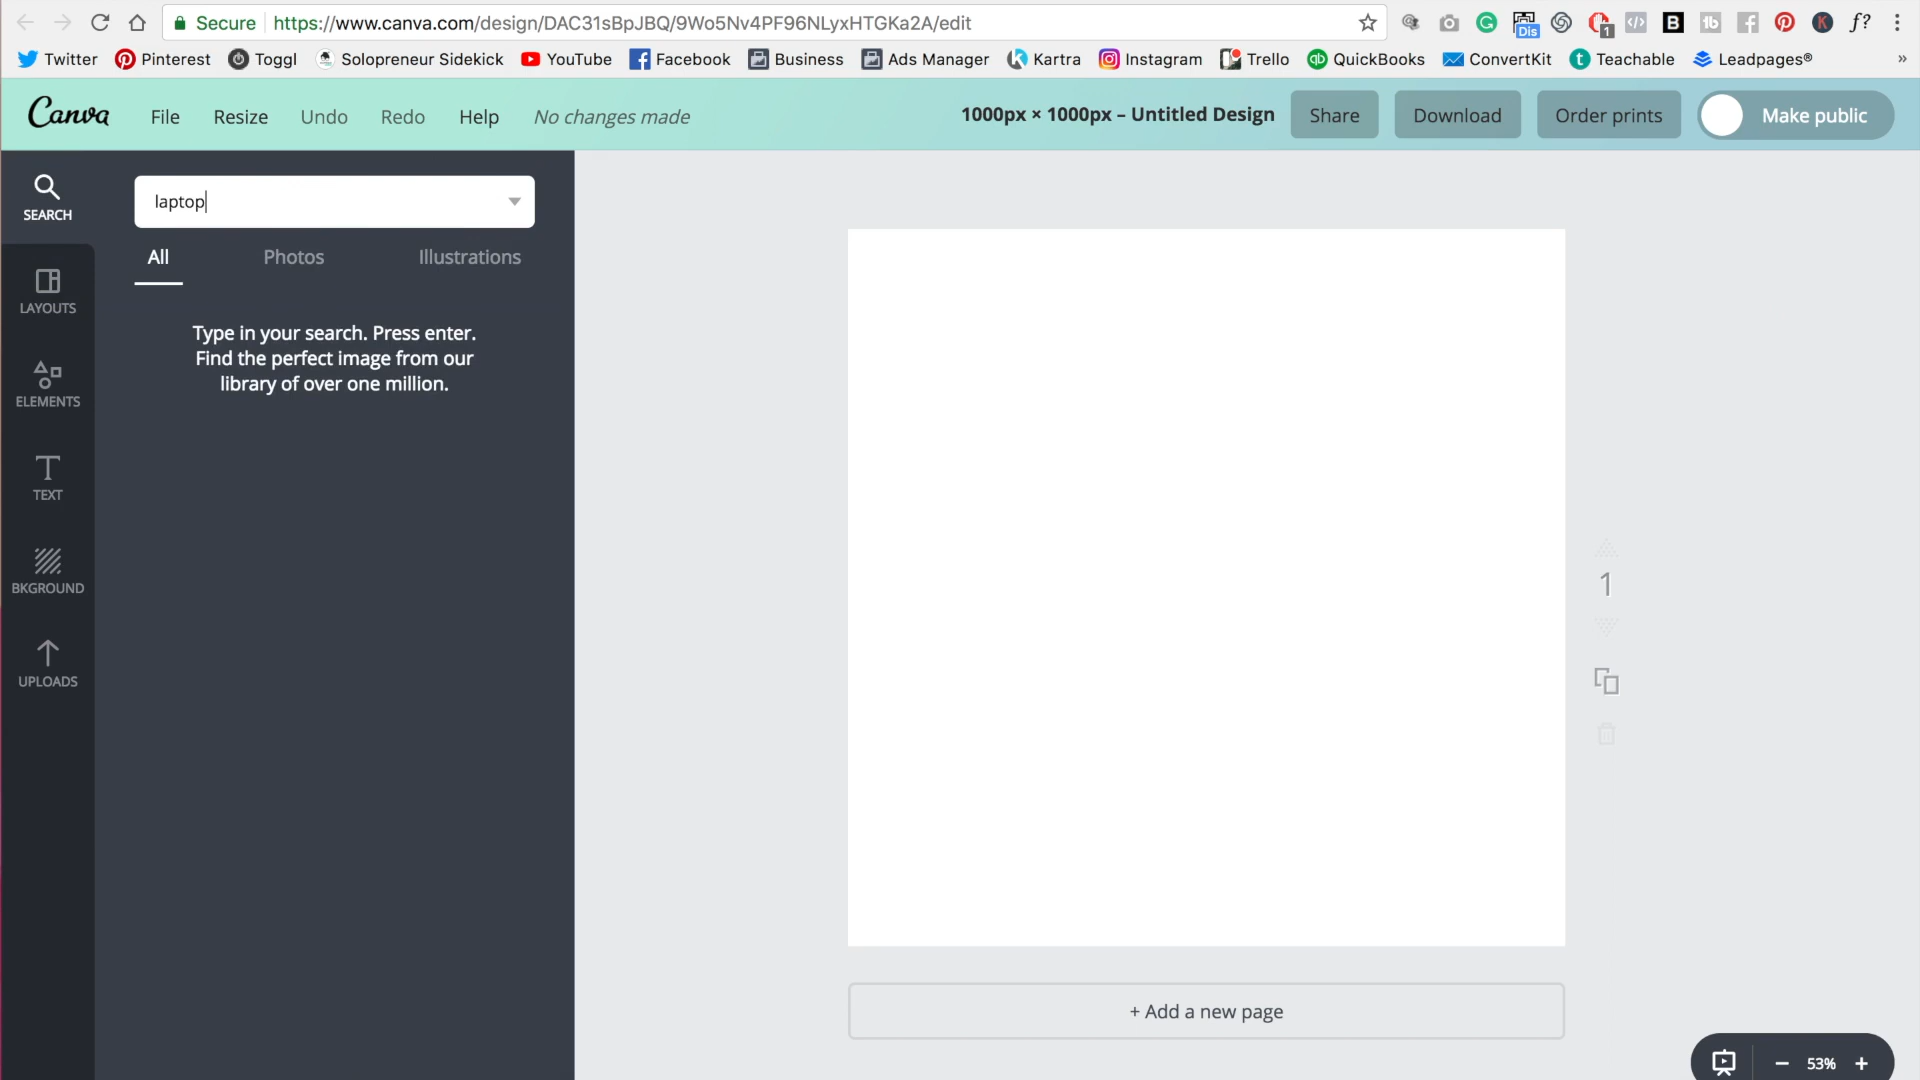 Secure https://www.canva.com/design/DAC31sBpJBQ/9Wo5Nv4PF96NLyxHTGKa2A/edit Dis 1 </> B tb K f?
Twitter Pinterest Toggl Solopreneur Sidekick YouTube Facebook Business Ads Manager Kartra Instagram Trello QuickBooks ConvertKit Teachable Leadpages® »
Canva File Resize Undo Redo Help No changes made 1000px × 1000px – Untitled Design Share Download Order prints Make public
SEARCH
laptop
All Photos Illustrations
LAYOUTS
Type in your search. Press enter.
Find the perfect image from our
library of over one million.
ELEMENTS
TEXT
BKGROUND
UPLOADS
1
+ Add a new page
53%